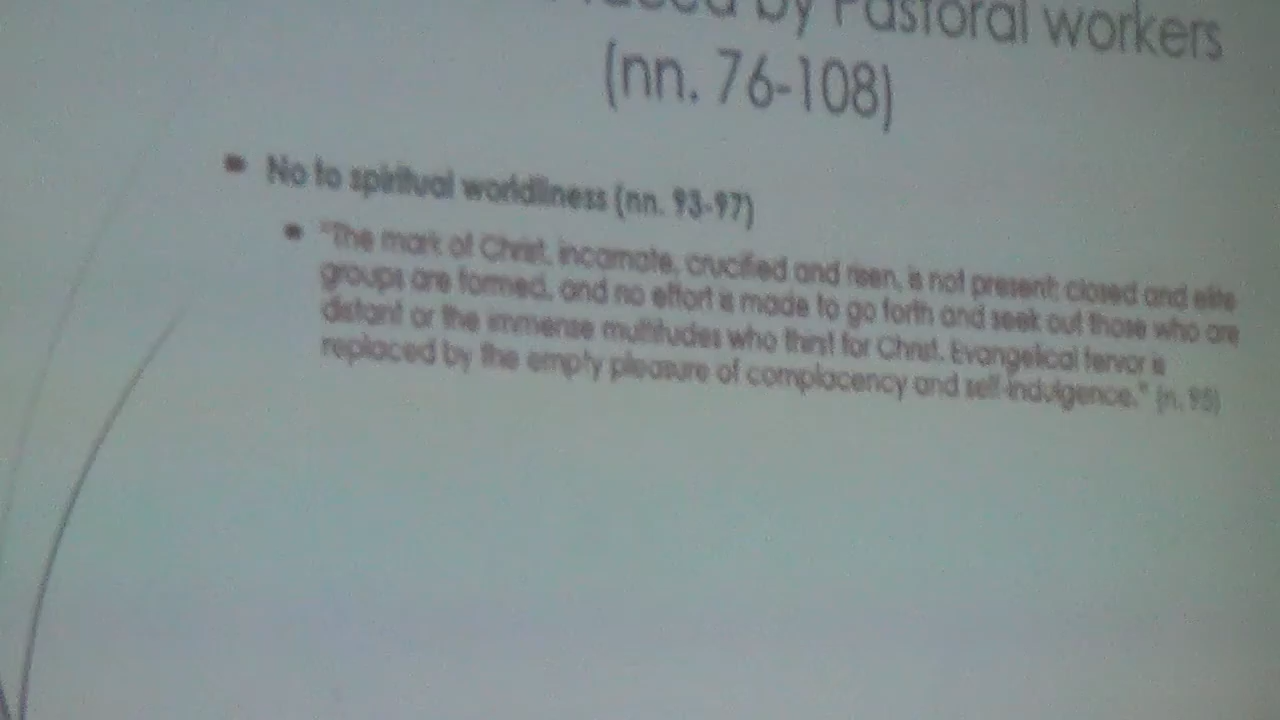 by Pastoral workers
(nn. 76-108)
No to spiritual worldliness (nn. 93-97)
"The mark of Christ, incarnate, crucified and risen, is not present; closed and elite
groups are formed, and no effort is made to go forth and seek out those who are
distant or the immense multitudes who thirst for Christ. Evangelical fervor is
replaced by the empty pleasure of complacency and self-indulgence." (n. 95)